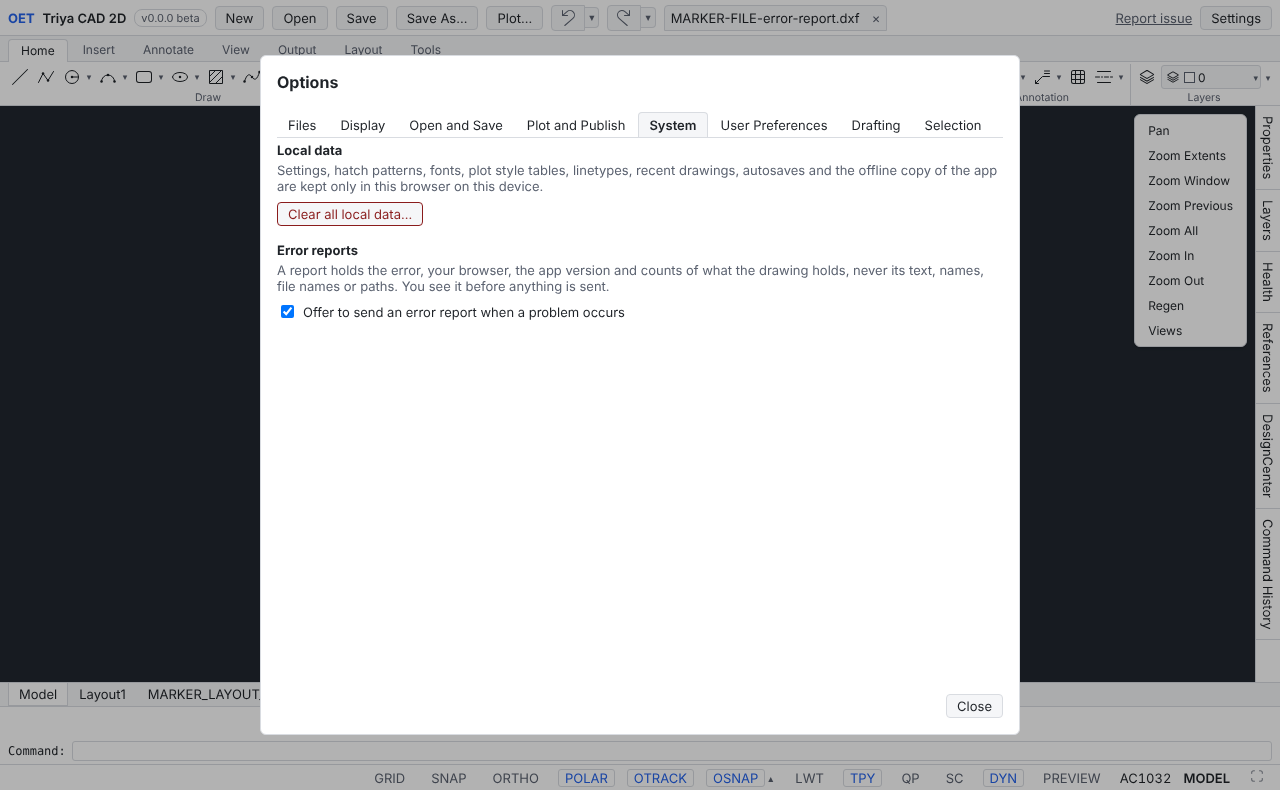 OET Triya CAD 2D v0.0.0 beta New Open Save Save As... Plot... MARKER-FILE-error-report.dxf × Report issue Settings
Home Insert Annotate View Output Layout Tools
0
Draw
Layers
Options
Files Display Open and Save Plot and Publish System User Preferences Drafting Selection
Local data
Settings, hatch patterns, fonts, plot style tables, linetypes, recent drawings, autosaves and the offline copy of the app
are kept only in this browser on this device.
Clear all local data...
Error reports
A report holds the error, your browser, the app version and counts of what the drawing holds, never its text, names,
file names or paths. You see it before anything is sent.
Offer to send an error report when a problem occurs
Close
Pan
Zoom Extents
Zoom Window
Zoom Previous
Zoom All
Zoom In
Zoom Out
Regen
Views
Properties
Layers
Health
References
DesignCenter
Command History
Model Layout1 MARKER_LAYOUT
Command:
GRID SNAP ORTHO POLAR OTRACK OSNAP LWT TPY QP SC DYN PREVIEW AC1032 MODEL